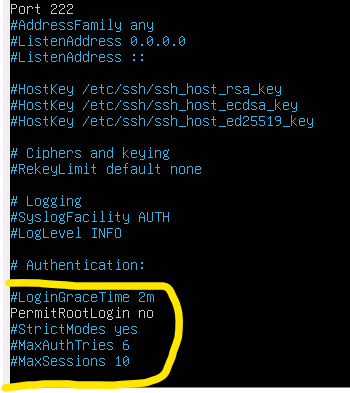 Port 222
#AddressFamily any
#ListenAddress 0.0.0.0
#ListenAddress ::
#HostKey /etc/ssh/ssh_host_rsa_key
#HostKey /etc/ssh/ssh_host_ecdsa_key
#HostKey /etc/ssh/ssh_host_ed25519_key
# Ciphers and keying
#RekeyLimit default none
# Logging
#SyslogFacility AUTH
#LogLevel INFO
# Authentication:
#LoginGraceTime 2m
PermitRootLogin no
#StrictModes yes
#MaxAuthTries 6
#MaxSessions 10